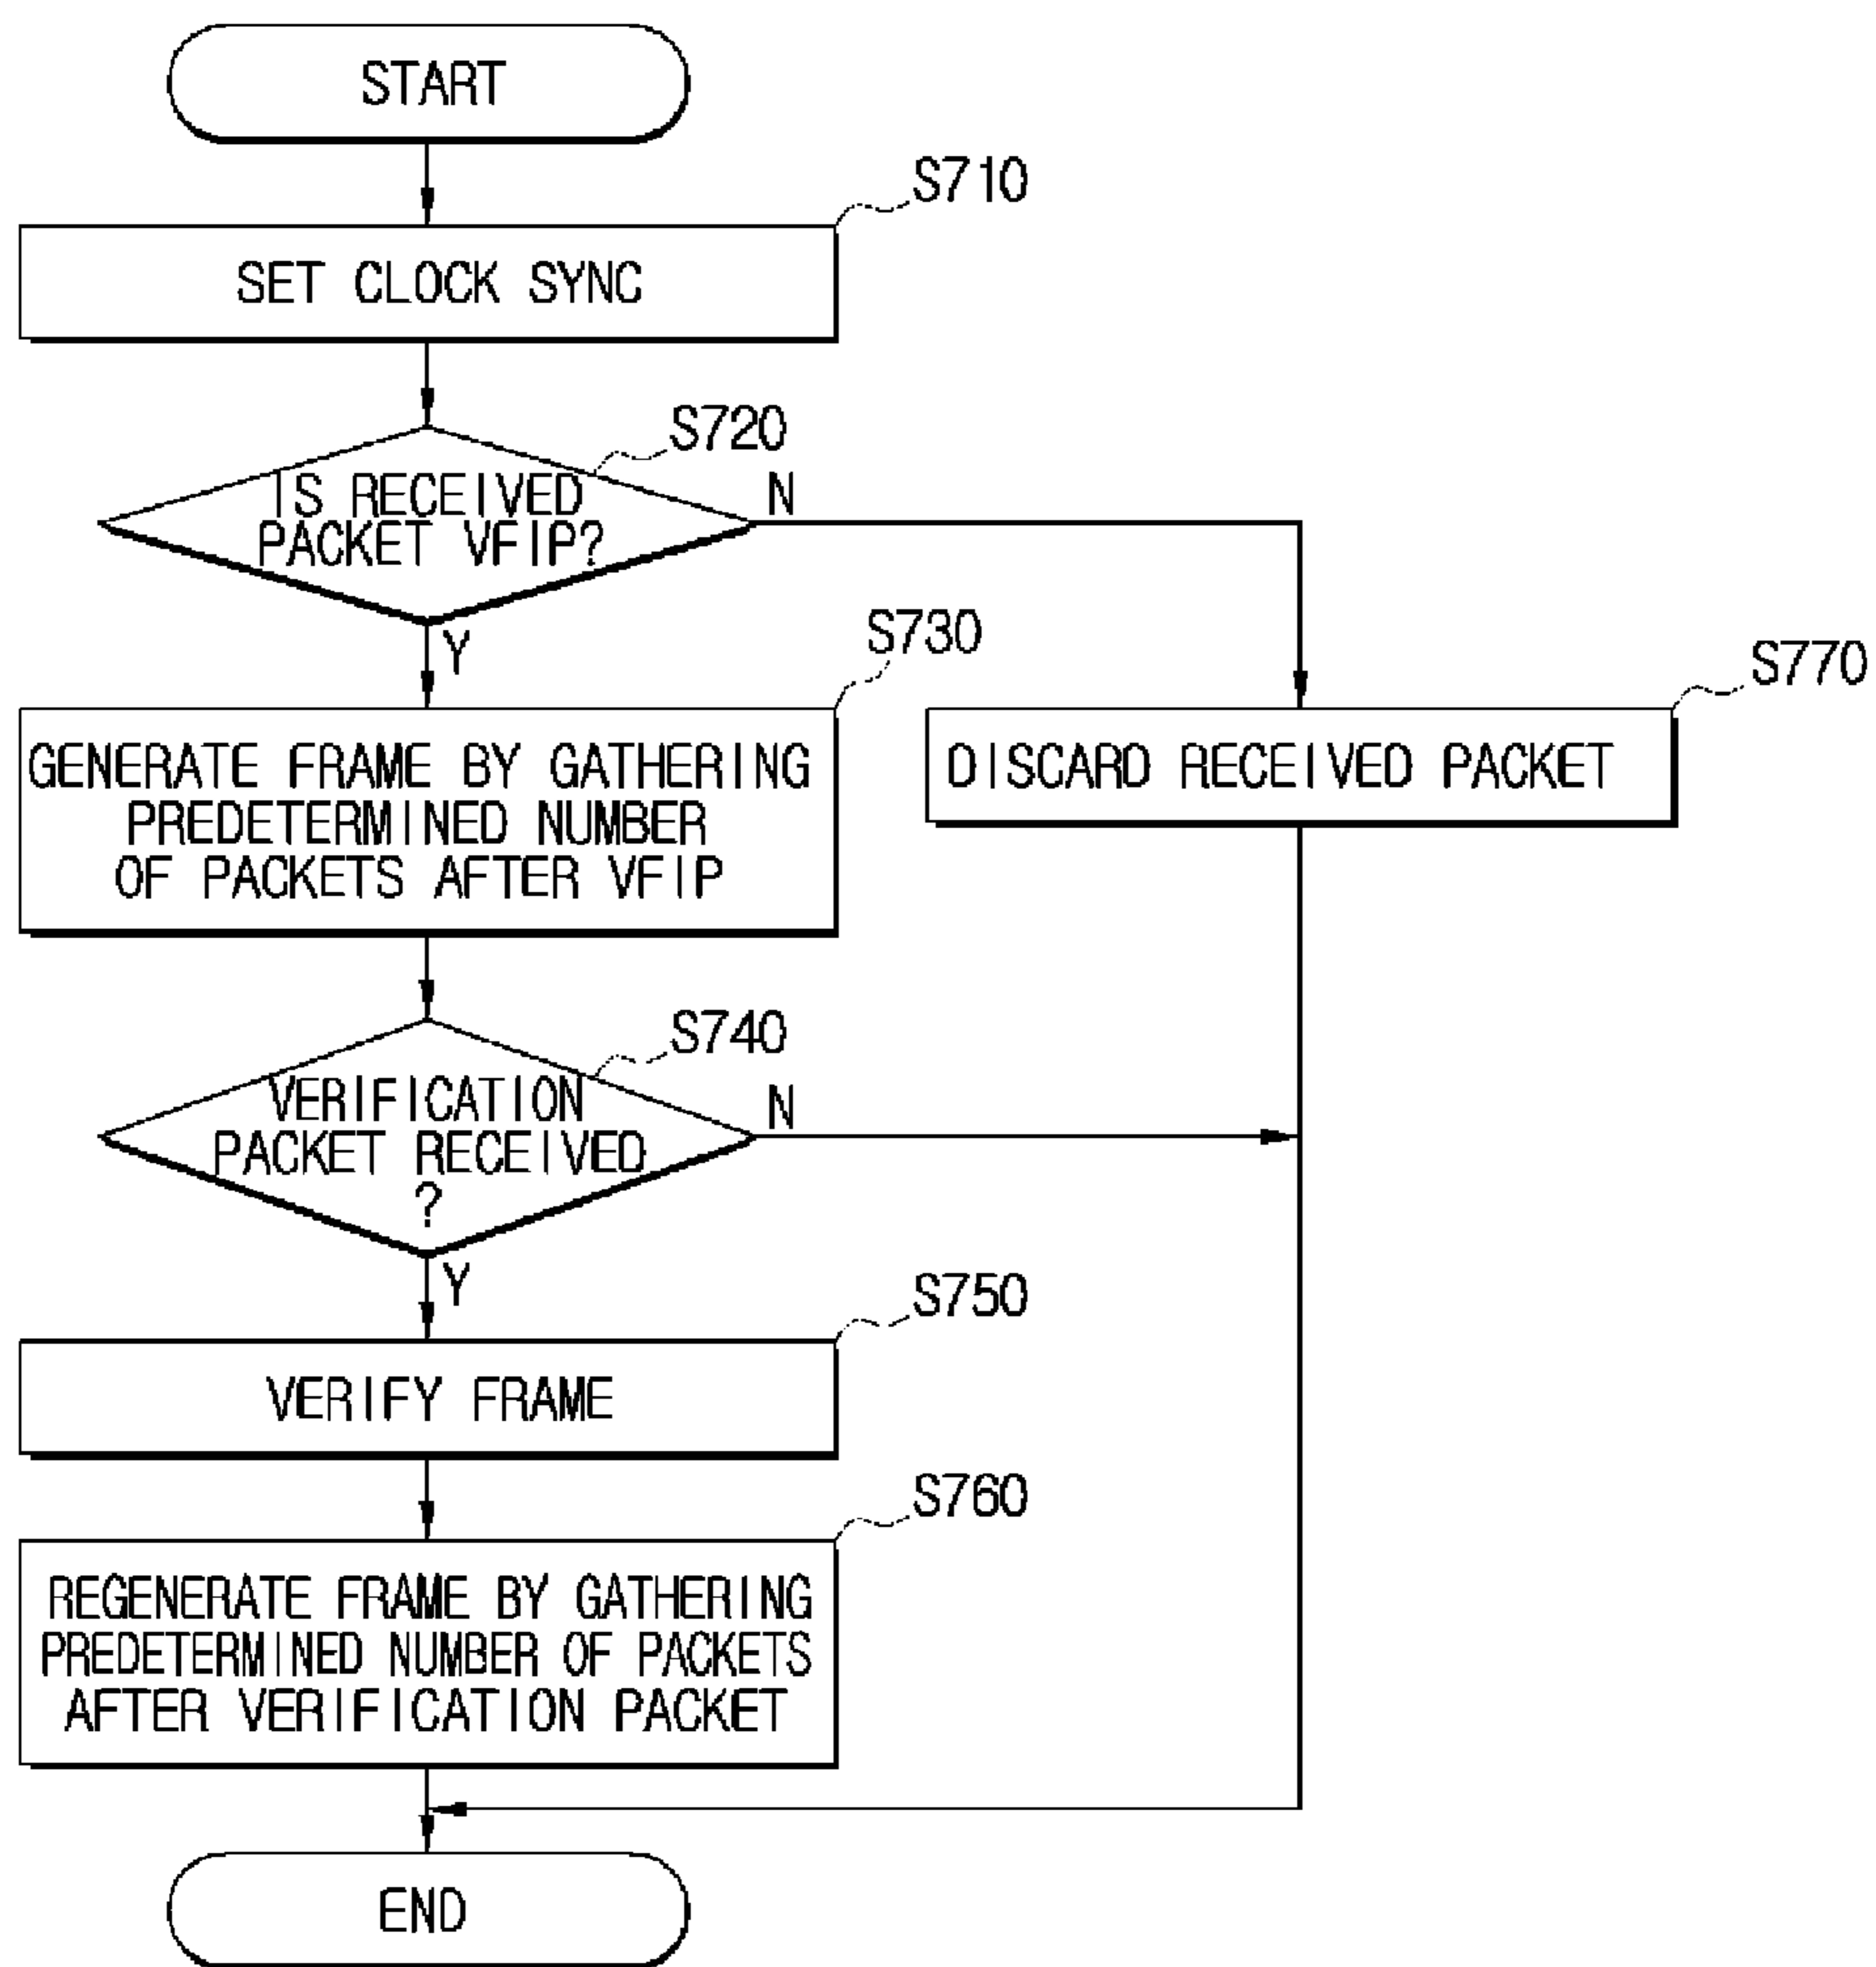 START
S710
SET CLOCK SYNC
S720
IS RECEIVED
PACKET VFIP?
N
Y
S730
S770
GENERATE FRAME BY GATHERING
PREDETERMINED NUMBER
OF PACKETS AFTER VFIP
DISCARD RECEIVED PACKET
S740
VERIFICATION
PACKET RECEIVED
?
N
Y
S750
VERIFY FRAME
S760
REGENERATE FRAME BY GATHERING
PREDETERMINED NUMBER OF PACKETS
AFTER VERIFICATION PACKET
END